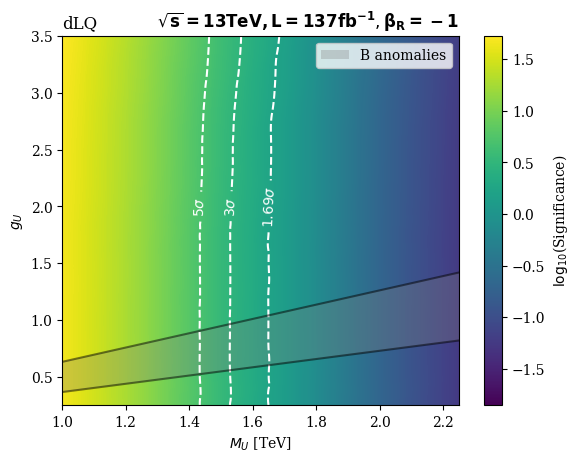 dLQ √s = 13TeV, L = 137fb⁻¹, β_R = −1
B anomalies
3.5
3.0
2.5
2.0
1.5
1.0
0.5
g_U
5σ
3σ
1.69σ
1.0 1.2 1.4 1.6 1.8 2.0 2.2
M_U [TeV]
1.5
1.0
0.5
0.0
−0.5
−1.0
−1.5
log₁₀(Significance)